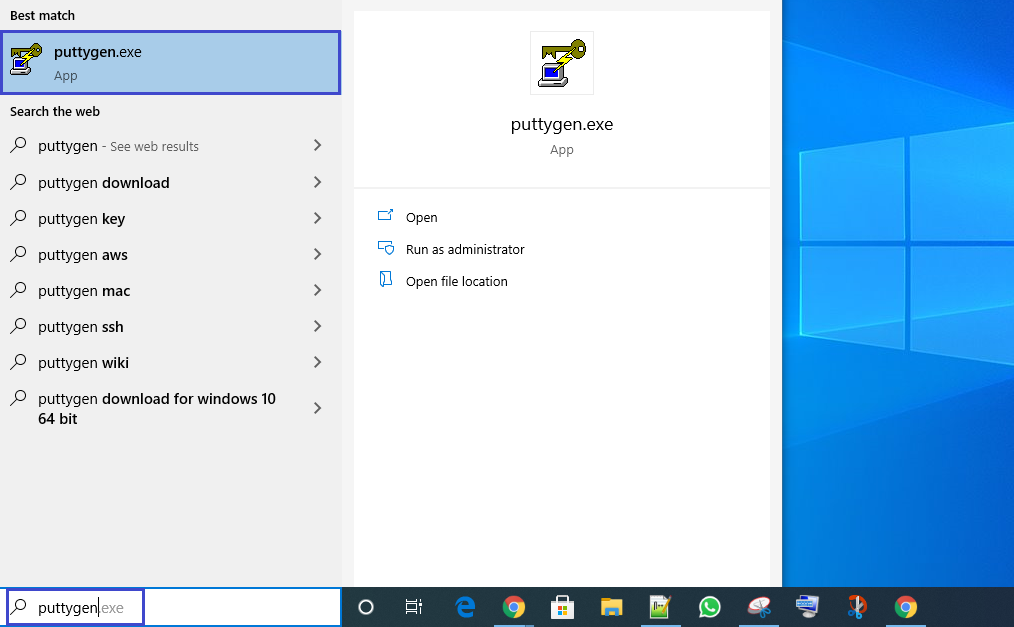 Best match
puttygen.exe
App
Search the web
puttygen - See web results
puttygen download
puttygen key
puttygen aws
puttygen mac
puttygen ssh
puttygen wiki
puttygen download for windows 10
64 bit
puttygen.exe
App
Open
Run as administrator
Open file location
puttygen.exe